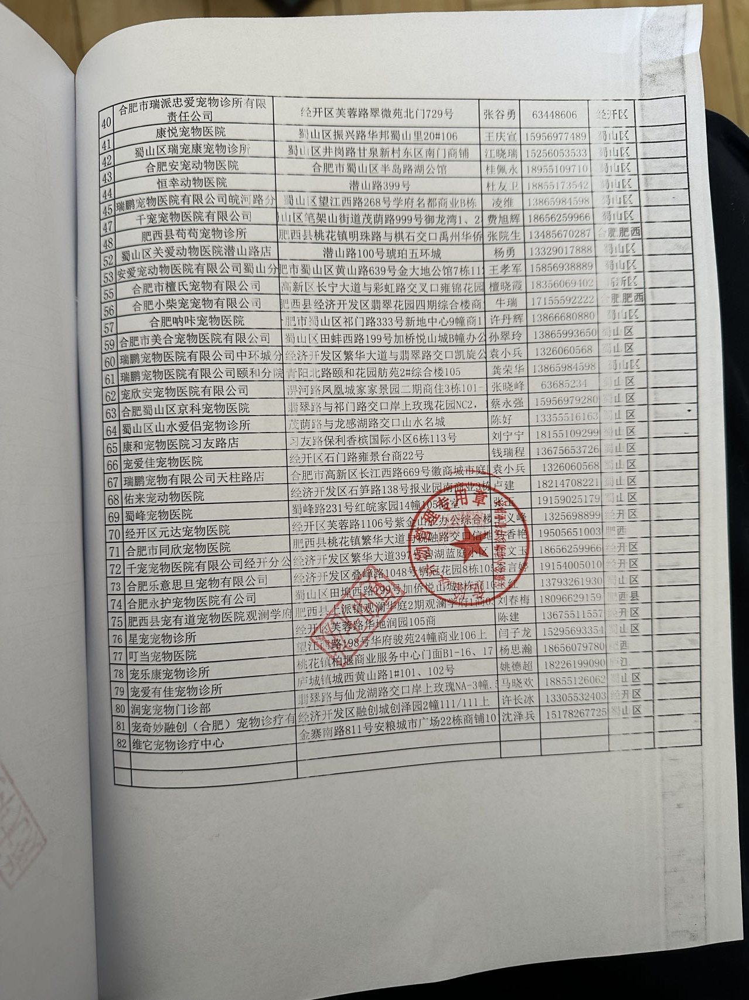 40 合肥市瑞派忠爱宠物诊所有限责任公司 经开区芙蓉路翠微苑北门729号 张谷勇 63448606 经开区
41 康悦宠物医院 蜀山区振兴路华邦蜀山里20#106 王庆宣 15956977489 蜀山区
42 蜀山区瑞宠康宠物诊所 蜀山区井岗路甘泉新村东区南门商铺 江晓瑞 15256053533 蜀山区
43 合肥安宠动物医院 合肥市蜀山区半岛路湖公馆 桂佩永 18955109710 蜀山区
44 恒幸动物医院 潜山路399号 杜友卫 18855173542 蜀山区
45 瑞鹏宠物医院有限公司皖河路分 蜀山区望江西路268号学府名都商业B栋 凌维 13865984598 蜀山区
47 千宠宠物医院有限公司 山区笔架山街道茂荫路999号御龙湾1、2 费旭辉 18656259966 蜀山区
48 肥西县苟苟宠物诊所 肥西县桃花镇明珠路与棋石交口禹州华侨 张院生 13485670287 合肥肥西
52 蜀山区关爱动物医院潜山路店 潜山路100号琥珀五环城 杨勇 13329017888 蜀山区
53 安爱宠动物医院有限公司蜀山分 肥市蜀山区黄山路639号金大地公馆7栋11 王孝军 15856938889 蜀山区
55 合肥市檀氏宠物有限公司 高新区长宁大道与彩虹路交叉口雍锦花园 檀晓霞 18356069402 高新区
56 合肥小柴宠宠物有限公司 肥西县经济开发区翡翠花园四期综合楼商 牛瑞 17155592222 合肥肥西
57 合肥呐咔宠物医院 肥市蜀山区祁门路333号新地中心9幢商1 许丹辉 13866680880 蜀山区
59 合肥市美合宠物医院有限公司 蜀山区田蚌西路199号加桥悦山城B幢办公 孙翠玲 13865993650 蜀山区
60 瑞鹏宠物医院有限公司中环城分 经济开发区繁华大道与翡翠路交口凯旋公 袁小兵 1326060568 蜀山区
61 瑞鹏宠物医院有限公司颐和分院 青阳北路颐和花园舫苑2#综合楼105 龚荣华 13865984598 蜀山区
62 宠欣安宠物医院有限公司 淠河路凤凰城家家景园二期商住3栋101- 张晓峰 63685234 蜀山区
63 合肥蜀山区京科宠物医院 翡翠路与祁门路交口岸上玫瑰花园NC2, 蔡永强 15956979280 蜀山区
64 蜀山区山水爱侣宠物诊所 茂荫路与龙感湖路交口山水名城 陈好 13355516163 蜀山区
65 康和宠物医院习友路店 习友路保利香槟国际小区6栋113号 刘宁宁 18155109299 蜀山区
66 宠爱佳宠物医院 经开区石门路雍景台商22号 钱瑞程 13675653726 蜀山区
67 瑞鹏宠物有限公司天柱路店 合肥市高新区长江西路669号徽商城市庭 袁小兵 1326060568 蜀山区
68 佑来宠动物医院 经济开发区石笋路138号报业园南商业3栋 卢建 18214708221 蜀山区
69 蜀峰宠物医院 蜀峰路231号红皖家园14幢105商室 张玉 19159025179 蜀山区
70 经开区元达宠物医院 经开区芙蓉路1106号紫金山庄办公综合楼 义峰 1325698899 经开区
71 合肥市同欣宠物医院 肥西县桃花镇繁华大道与祝融路交口信地 香艳 19505651003 肥西
72 千宠宠物医院有限公司经开分公 经济开发区繁华大道397号碧湖蓝庭小区 文玉 18656259966 经开区
73 合肥乐意思旦宠物有限公司 经济开发区叠嶂路1048号铜冠花园8栋105 李言婷 19154005010 经开区
74 合肥永护宠物医院有公司 蜀山区田埠西路199号加侨悦山城B栋商10 红 13793261930 蜀山区
75 肥西县宠有道宠物医院观澜学府 肥西县上派镇观澜华庭2期观澜学府 商0 刘春梅 18096629159 肥西县
76 星宠宠物诊所 经开区芙蓉路华地润园105商 陈建 13675511557 经开区
77 叮当宠物医院 望江西路198号华府骏苑24幢商业106上 闫子龙 15295693354 蜀山区
78 宠乐康宠物诊所 桃花镇柏堰商业服务中心门面B1-16、17 杨思瀚 18656079780 肥西
79 宠爱有佳宠物诊所 庐城镇城西黄山路1#101、102号 姚德超 18226199090 庐江
80 润宠宠物门诊部 翡翠路与仙龙湖路交口岸上玫瑰NA-3幢. 马晓欢 18855126062 蜀山区
81 宠奇妙融创（合肥）宠物诊疗有 经济开发区融创城创泽园2幢111/111上 许长冰 13305532403 经开区
82 维它宠物诊疗中心 金寨南路811号安粮城市广场22栋商铺10 沈泽兵 15178267725 蜀山区
管理专用章